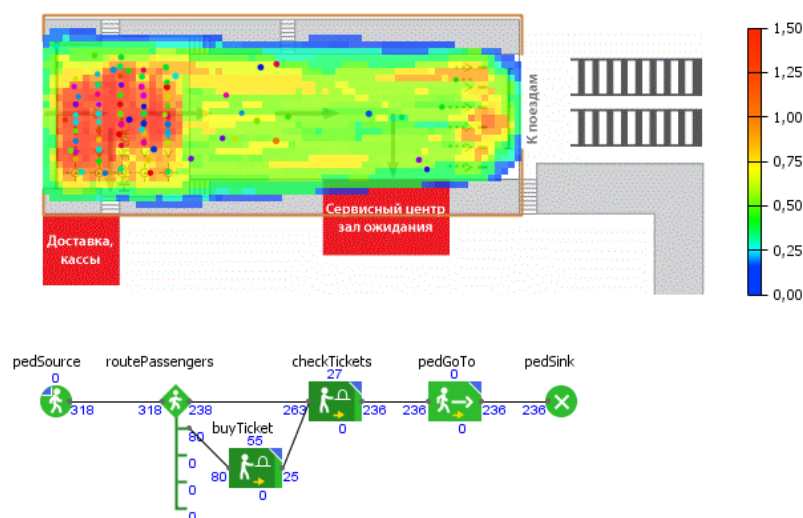 1,50
1,25
1,00
0,75
0,50
0,25
0,00
К поездам
Сервисный центр
зал ожидания
Доставка,
кассы
pedSource
routePassengers
checkTickets
pedGoTo
pedSink
0
27
0
318
318
238
263
236
236
236
236
0
0
80
buyTicket
55
80
25
0
0
0
0